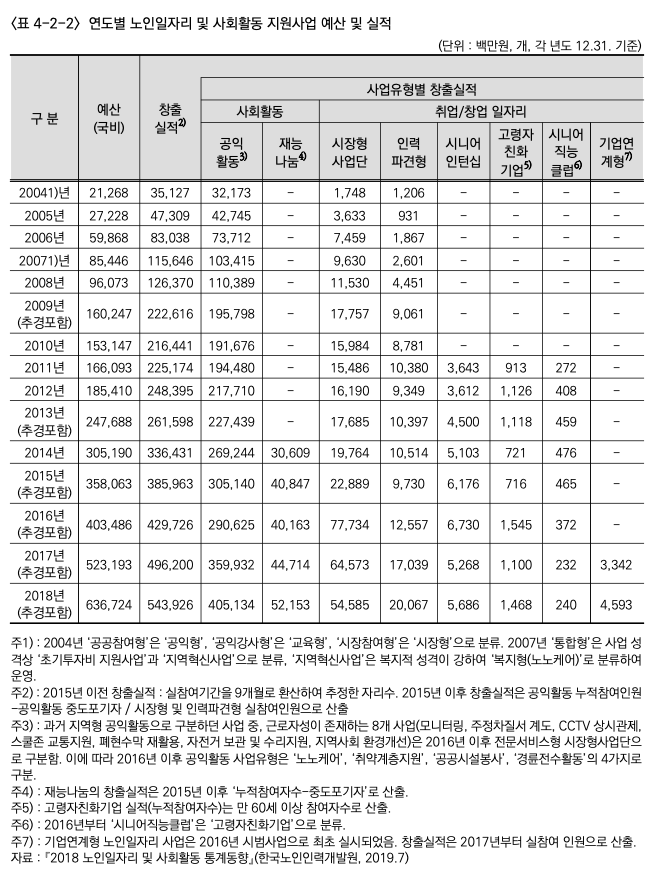 〈표 4-2-2〉 연도별 노인일자리 및 사회활동 지원사업 예산 및 실적
(단위 : 백만원, 개, 각 년도 12.31. 기준)
구 분 예산 (국비) 창출 실적2) 사업유형별 창출실적
사회활동 취업/창업 일자리
공익 활동3) 재능 나눔4) 시장형 사업단 인력 파견형 시니어 인턴십 고령자 친화 기업5) 시니어 직능 클럽6) 기업연 계형7)
20041)년 21,268 35,127 32,173 – 1,748 1,206 – – – –
2005년 27,228 47,309 42,745 – 3,633 931 – – – –
2006년 59,868 83,038 73,712 – 7,459 1,867 – – – –
20071)년 85,446 115,646 103,415 – 9,630 2,601 – – – –
2008년 96,073 126,370 110,389 – 11,530 4,451 – – – –
2009년 (추경포함) 160,247 222,616 195,798 – 17,757 9,061 – – – –
2010년 153,147 216,441 191,676 – 15,984 8,781 – – – –
2011년 166,093 225,174 194,480 – 15,486 10,380 3,643 913 272 –
2012년 185,410 248,395 217,710 – 16,190 9,349 3,612 1,126 408 –
2013년 (추경포함) 247,688 261,598 227,439 – 17,685 10,397 4,500 1,118 459 –
2014년 305,190 336,431 269,244 30,609 19,764 10,514 5,103 721 476 –
2015년 (추경포함) 358,063 385,963 305,140 40,847 22,889 9,730 6,176 716 465 –
2016년 (추경포함) 403,486 429,726 290,625 40,163 77,734 12,557 6,730 1,545 372 –
2017년 (추경포함) 523,193 496,200 359,932 44,714 64,573 17,039 5,268 1,100 232 3,342
2018년 (추경포함) 636,724 543,926 405,134 52,153 54,585 20,067 5,686 1,468 240 4,593
주1) : 2004년 '공공참여형'은 '공익형', '공익강사형'은 '교육형', '시장참여형'은 '시장형'으로 분류. 2007년 '통합형'은 사업 성
격상 '초기투자비 지원사업'과 '지역혁신사업'으로 분류, '지역혁신사업'은 복지적 성격이 강하여 '복지형(노노케어)'로 분류하여
운영.
주2) : 2015년 이전 창출실적 : 실참여기간을 9개월로 환산하여 추정한 자리수. 2015년 이후 창출실적은 공익활동 누적참여인원
-공익활동 중도포기자 / 시장형 및 인력파견형 실참여인원으로 산출
주3) : 과거 지역형 공익활동으로 구분하던 사업 중, 근로자성이 존재하는 8개 사업(모니터링, 주정차질서 계도, CCTV 상시관제,
스쿨존 교통지원, 폐현수막 재활용, 자전거 보관 및 수리지원, 지역사회 환경개선)은 2016년 이후 전문서비스형 시장형사업단으
로 구분함. 이에 따라 2016년 이후 공익활동 사업유형은 '노노케어', '취약계층지원', '공공시설봉사', '경륜전수활동'의 4가지로
구분.
주4) : 재능나눔의 창출실적은 2015년 이후 '누적참여자수-중도포기자'로 산출.
주5) : 고령자친화기업 실적(누적참여자수)는 만 60세 이상 참여자수로 산출.
주6) : 2016년부터 '시니어직능클럽'은 '고령자친화기업'으로 분류.
주7) : 기업연계형 노인일자리 사업은 2016년 시범사업으로 최초 실시되었음. 창출실적은 2017년부터 실참여 인원으로 산출.
자료 : 『2018 노인일자리 및 사회활동 통계동향』(한국노인인력개발원, 2019.7)